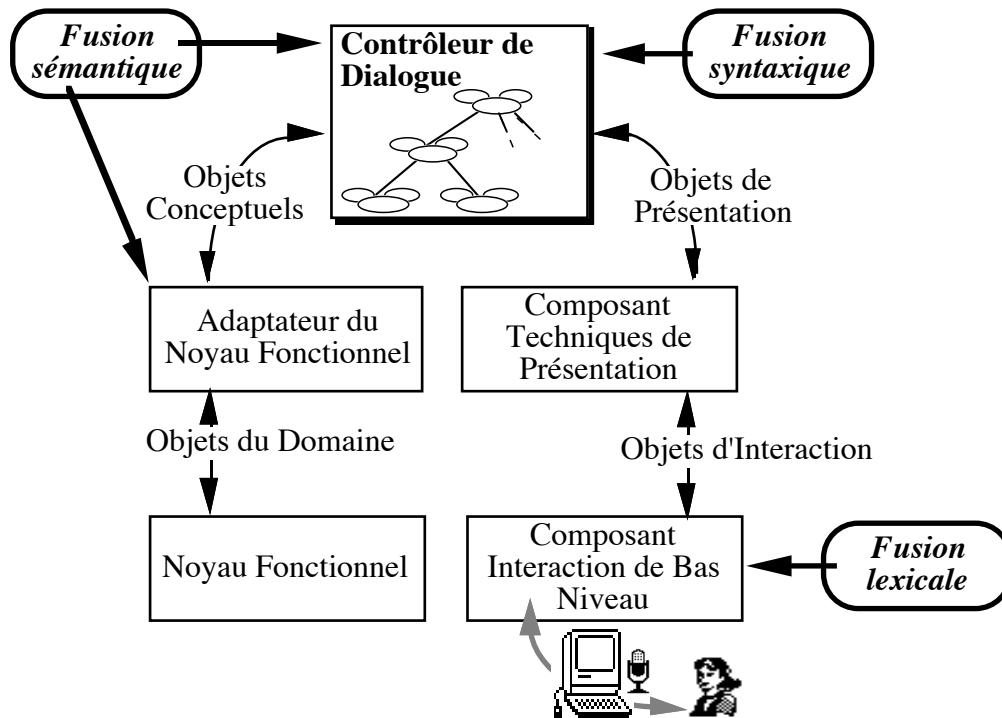 Fusion
sémantique
Contrôleur de
Dialogue
Fusion
syntaxique
Objets
Conceptuels
Objets de
Présentation
Adaptateur du
Noyau Fonctionnel
Composant
Techniques de
Présentation
Objets du Domaine
Objets d'Interaction
Noyau Fonctionnel
Composant
Interaction de Bas
Niveau
Fusion
lexicale